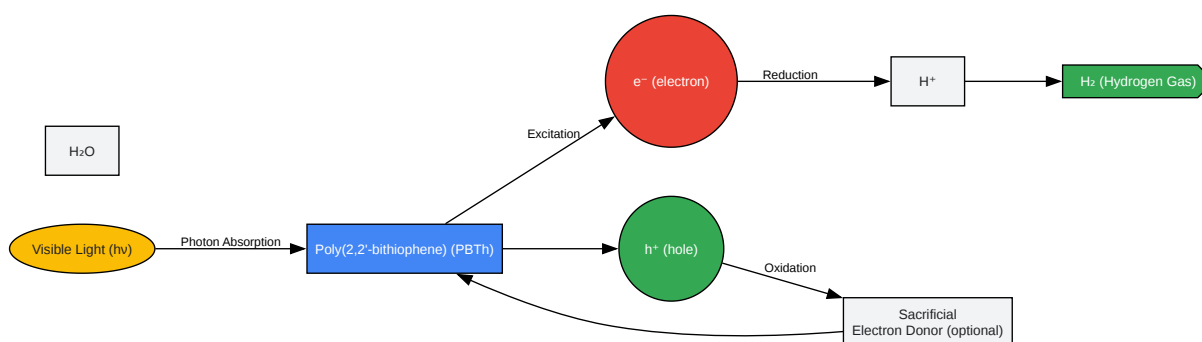 e⁻ (electron)
Reduction
H⁺
H₂ (Hydrogen Gas)
Excitation
H₂O
Visible Light (hν)
Photon Absorption
Poly(2,2'-bithiophene) (PBTh)
h⁺ (hole)
Oxidation
Sacrificial
Electron Donor (optional)